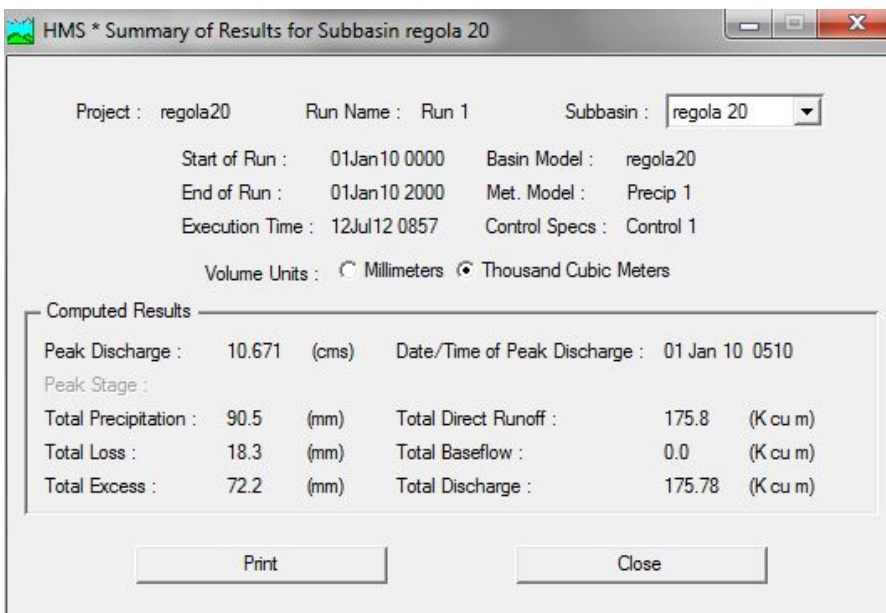 HMS * Summary of Results for Subbasin regola 20
Project : regola20 Run Name : Run 1 Subbasin : regola 20
Start of Run : 01Jan10 0000 Basin Model : regola20
End of Run : 01Jan10 2000 Met. Model : Precip 1
Execution Time : 12Jul12 0857 Control Specs : Control 1
Volume Units : Millimeters Thousand Cubic Meters
Computed Results
Peak Discharge : 10.671 (cms) Date/Time of Peak Discharge : 01 Jan 10 0510
Peak Stage :
Total Precipitation : 90.5 (mm) Total Direct Runoff : 175.8 (K cu m)
Total Loss : 18.3 (mm) Total Baseflow : 0.0 (K cu m)
Total Excess : 72.2 (mm) Total Discharge : 175.78 (K cu m)
Print Close